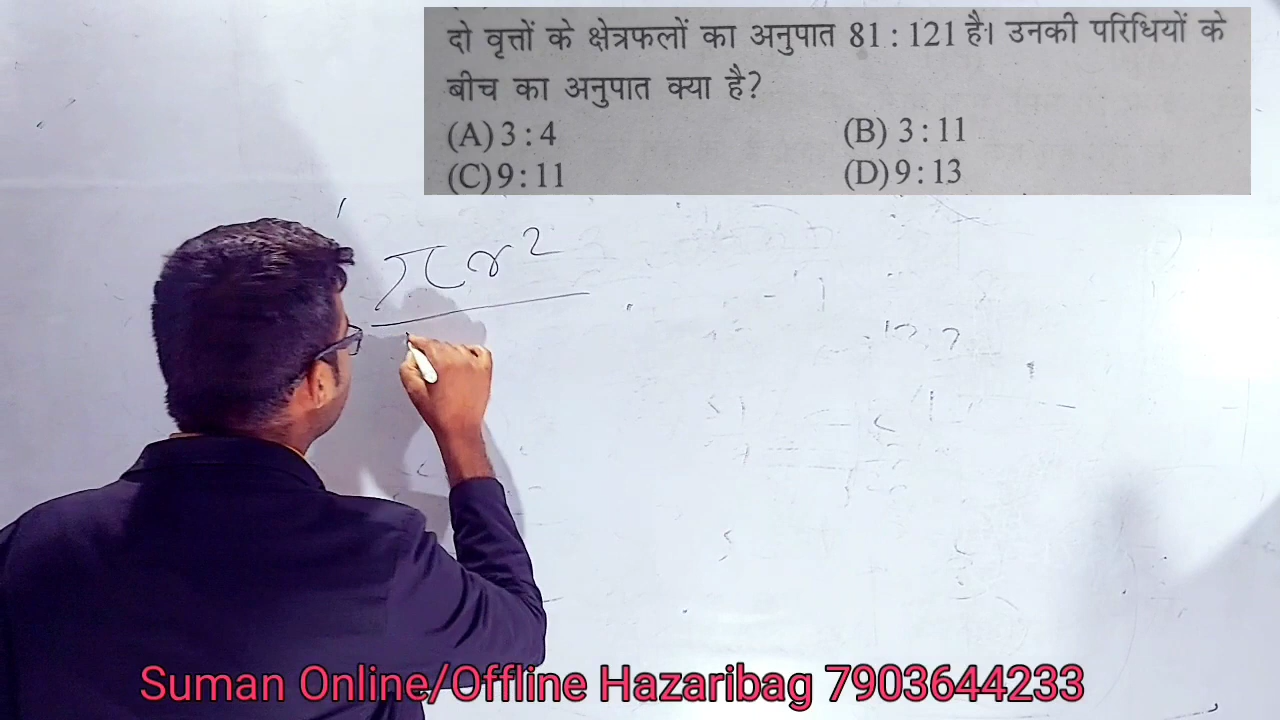 दो वृत्तों के क्षेत्रफलों का अनुपात 81 : 121 है। उनकी परिधियों के
बीच का अनुपात क्या है?
(A) 3 : 4 (B) 3 : 11
(C) 9 : 11 (D) 9 : 13
πr²
Suman Online/Offline Hazaribag 7903644233